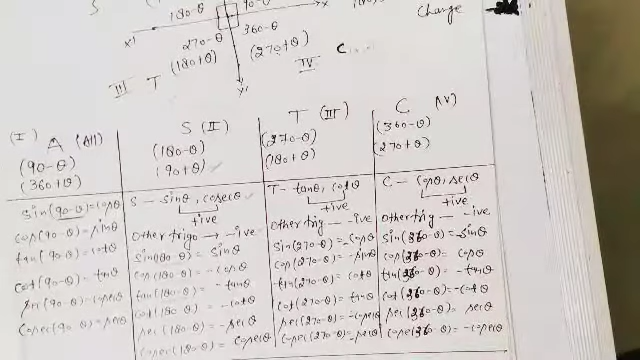 S
180-θ
90-θ
x
Change
x'
270-θ
360-θ
(180+θ)
(270+θ)
III T
IV C....
y'
(I) A (All)
(90-θ)
(360+θ)
sin(90-θ)=cosθ
cos(90-θ)=sinθ
tan(90-θ)=cotθ
cot(90-θ)=tanθ
sec(90-θ)=cosecθ
cosec(90-θ)=secθ
S (II)
(180-θ)
(90+θ)
S - sinθ, cosecθ
+ive
Other trigo → -ive
sin(180-θ)= sinθ
cos(180-θ)= -cosθ
tan(180-θ)= -tanθ
cot(180-θ)= -cotθ
sec(180-θ)= -secθ
cosec(180-θ)= cosecθ
T (III)
(270-θ)
(180+θ)
T- tanθ, cotθ
+ive
Other trig — -ive
sin(270-θ)= -cosθ
cos(270-θ)= -sinθ
tan(270-θ)= cotθ
cot(270-θ)= tanθ
sec(270-θ)= -cosecθ
cosec(270-θ)= -secθ
C (IV)
(360-θ)
(270+θ)
C - cosθ, secθ
+ive
Other trig — -ive
sin(360-θ)= -sinθ
cos(360-θ)= cosθ
tan(360-θ)= -tanθ
cot(360-θ)= -cotθ
sec(360-θ)= secθ
cosec(360-θ)= -cosecθ